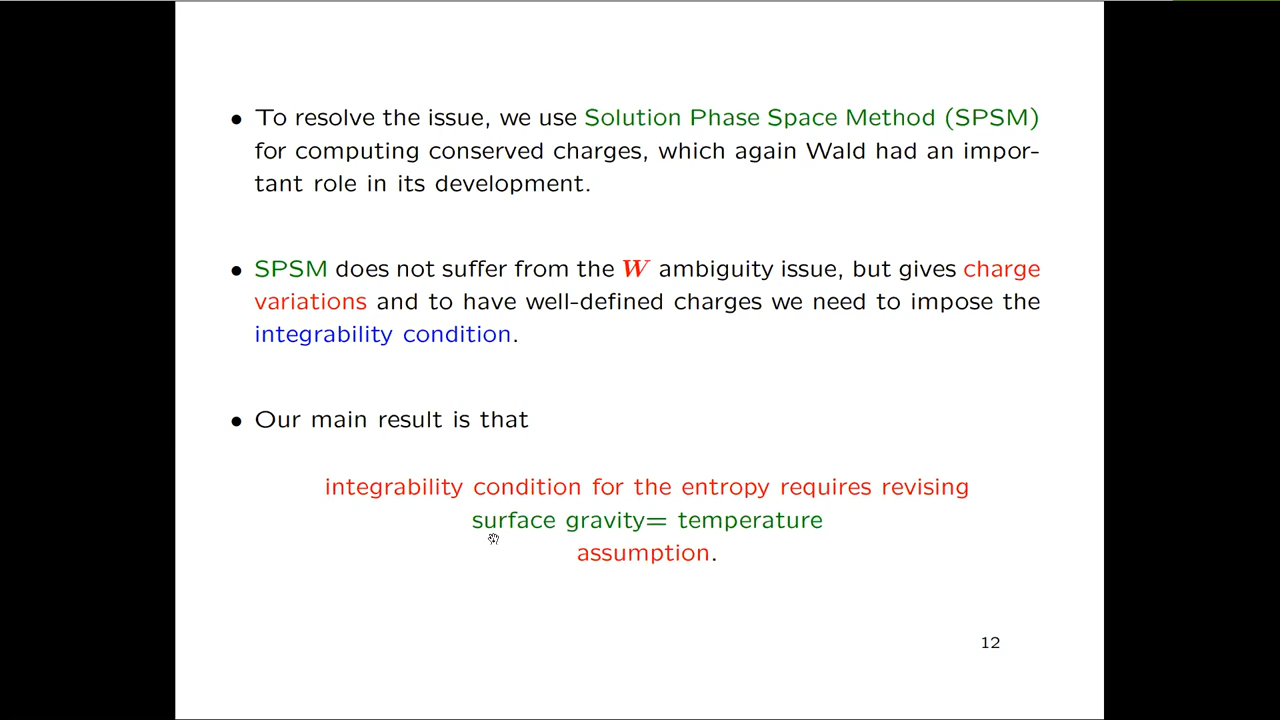 • To resolve the issue, we use Solution Phase Space Method (SPSM)
for computing conserved charges, which again Wald had an impor-
tant role in its development.
• SPSM does not suffer from the W ambiguity issue, but gives charge
variations and to have well-defined charges we need to impose the
integrability condition.
• Our main result is that
integrability condition for the entropy requires revising
surface gravity= temperature
assumption.
12